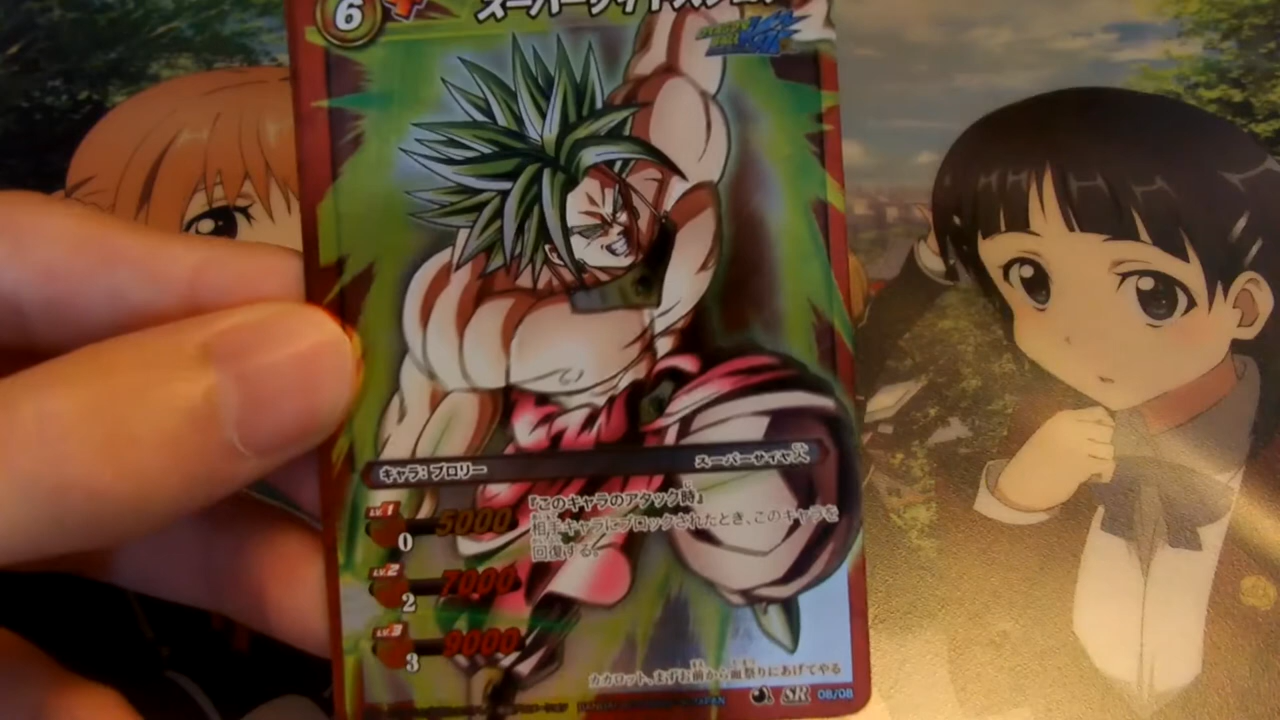 6
DRAGON BALL KAI
キャラ:ブロリー
スーパーサイヤ人
LV.1
5000
0
『このキャラのアタック時』
相手キャラにブロックされたとき、このキャラを
回復する。
LV.2
7000
2
LV.3
9000
3
カカロット、まずお前から血祭りにあげてやる
JAPAN
SR 08/08